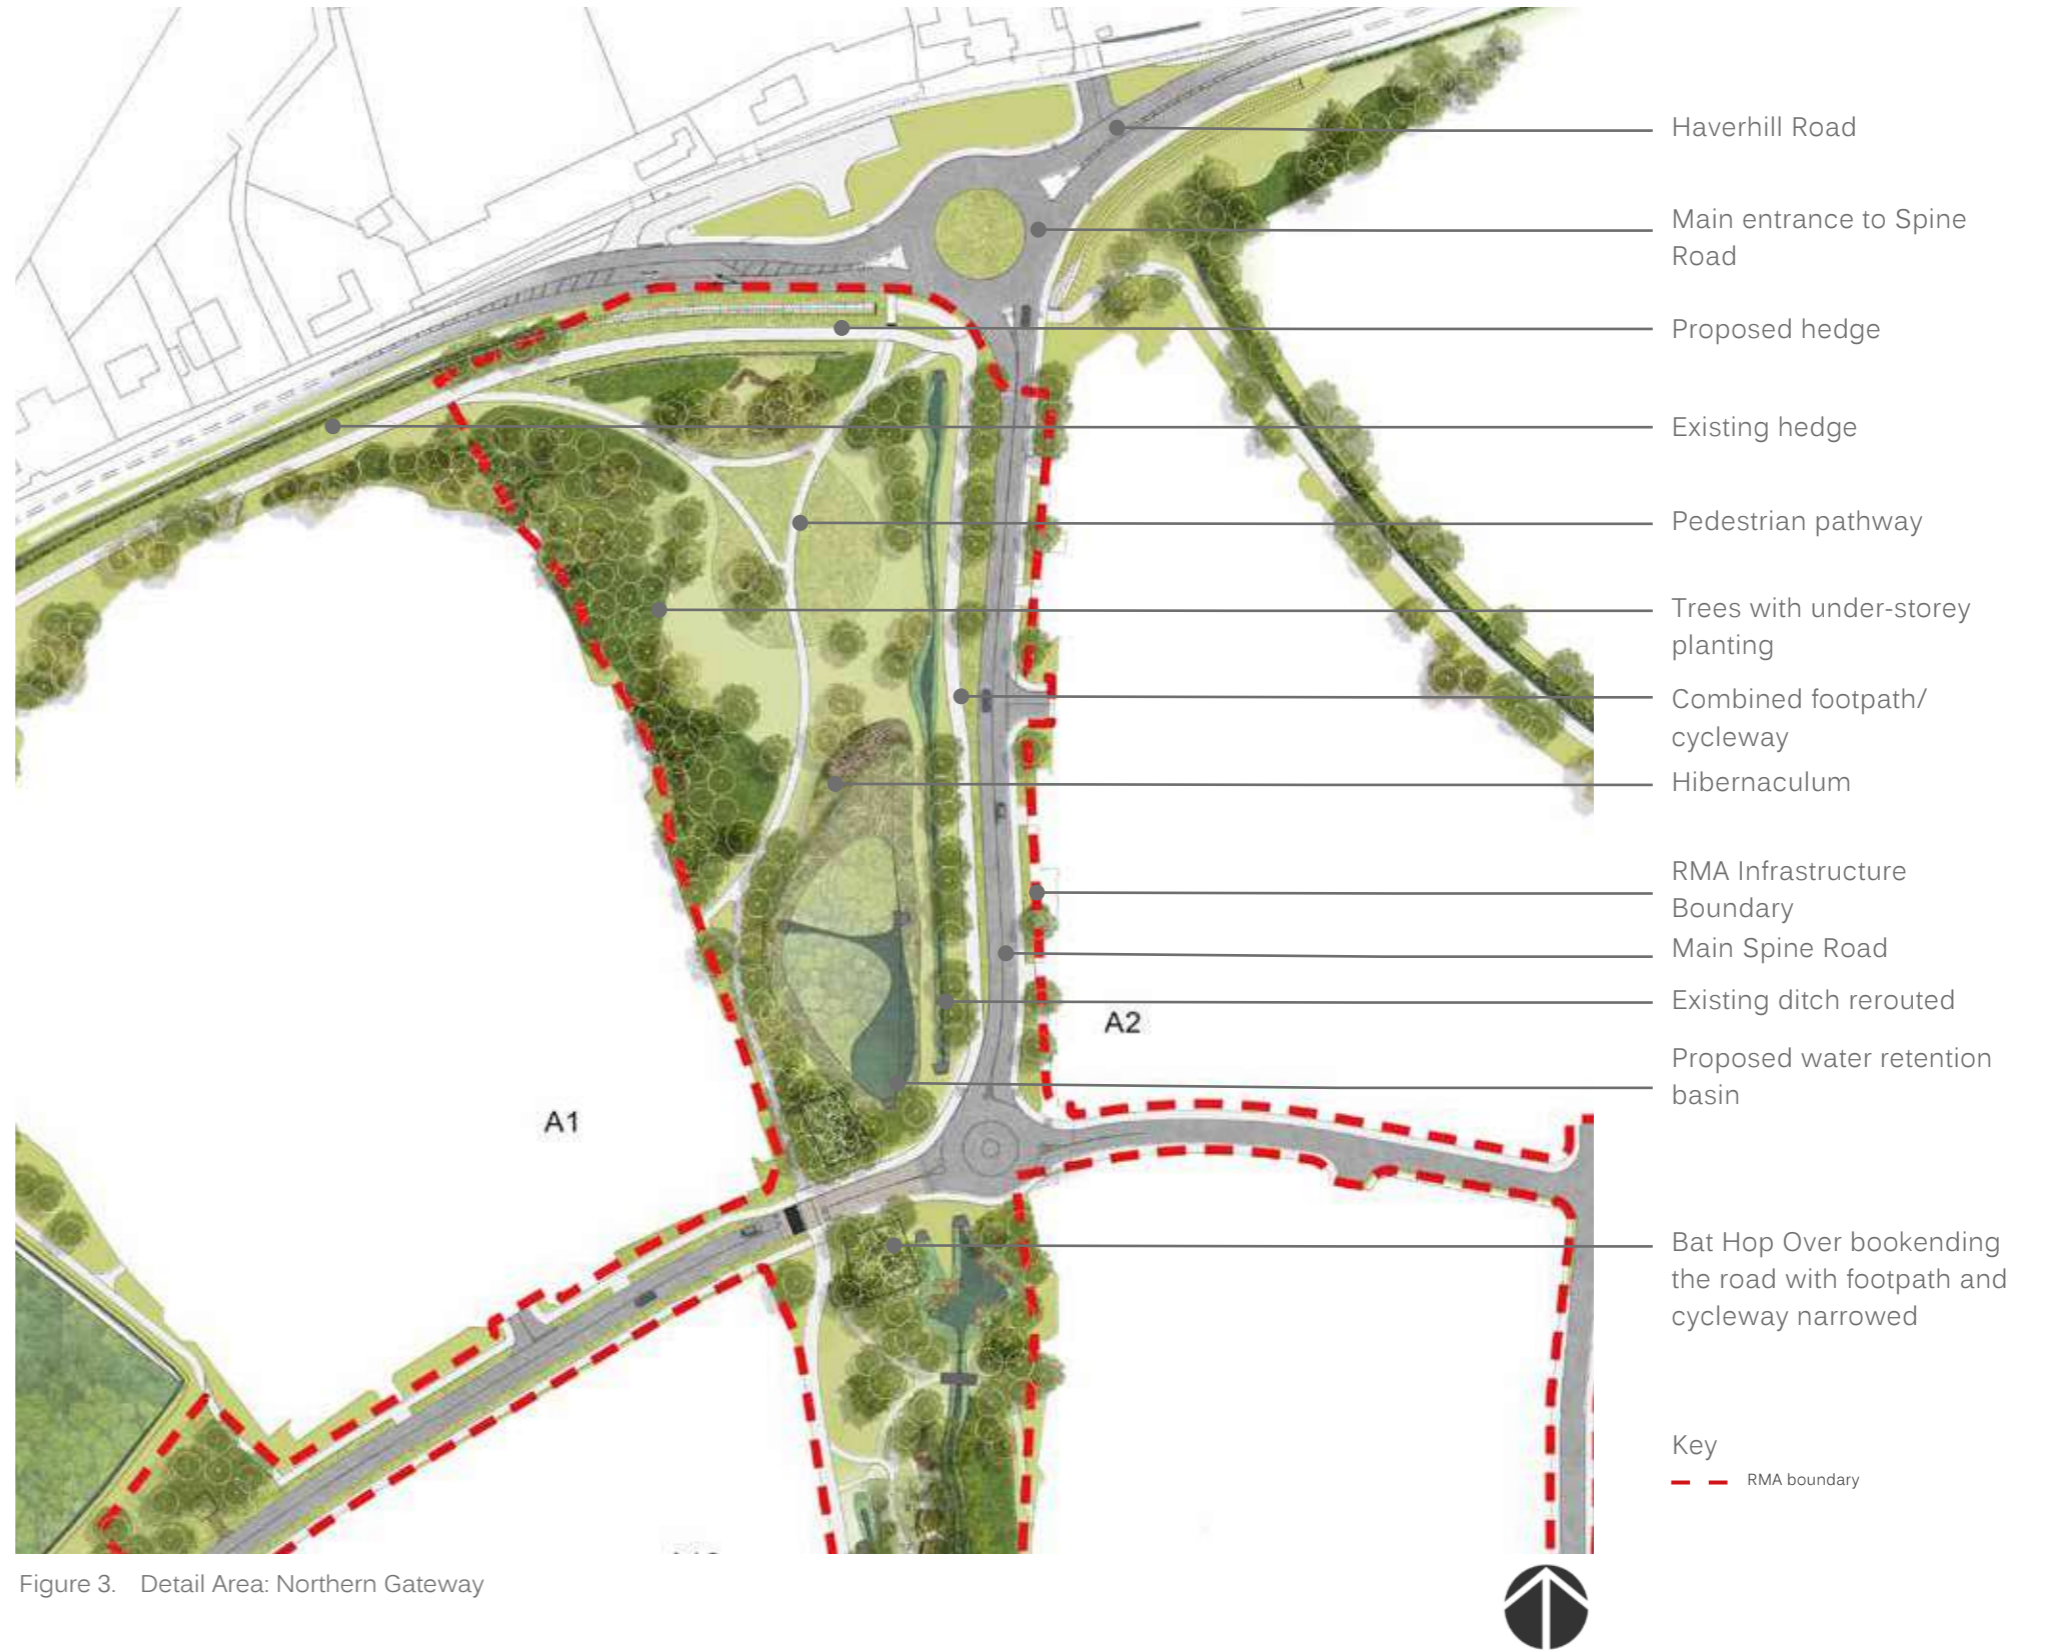 Haverhill Road
Main entrance to Spine
Road
Proposed hedge
Existing hedge
Pedestrian pathway
Trees with under-storey
planting
Combined footpath/
cycleway
Hibernaculum
RMA Infrastructure
Boundary
Main Spine Road
Existing ditch rerouted
A2
Proposed water retention
basin
A1
Bat Hop Over bookending
the road with footpath and
cycleway narrowed
Key
RMA boundary
Figure 3. Detail Area: Northern Gateway